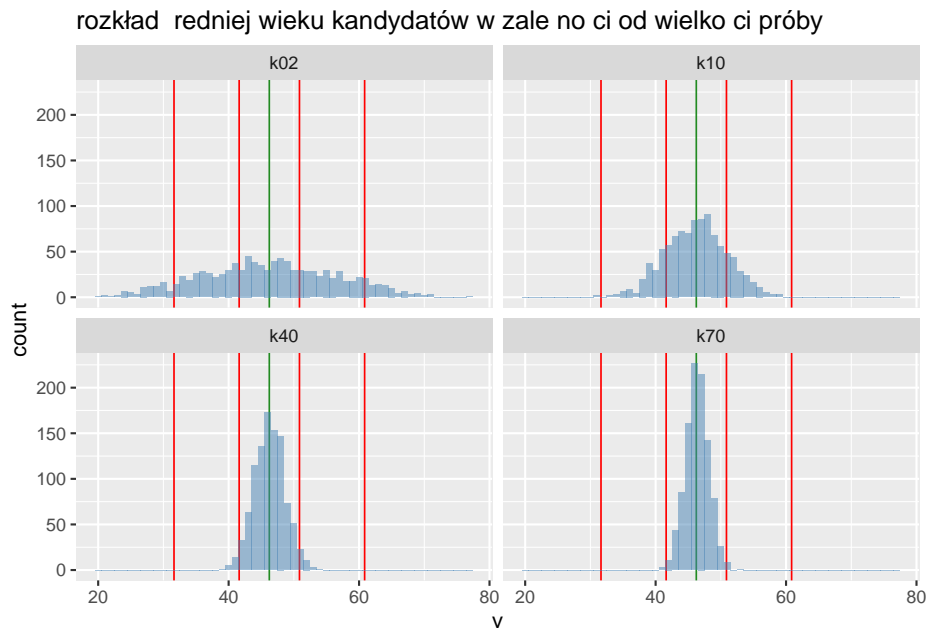 rozkład redniej wieku kandydatów w zale no ci od wielko ci próby
k02 k10
200
150
100
50
0
k40 k70
200
150
100
50
0
20 40 60 80 20 40 60 80
count
v